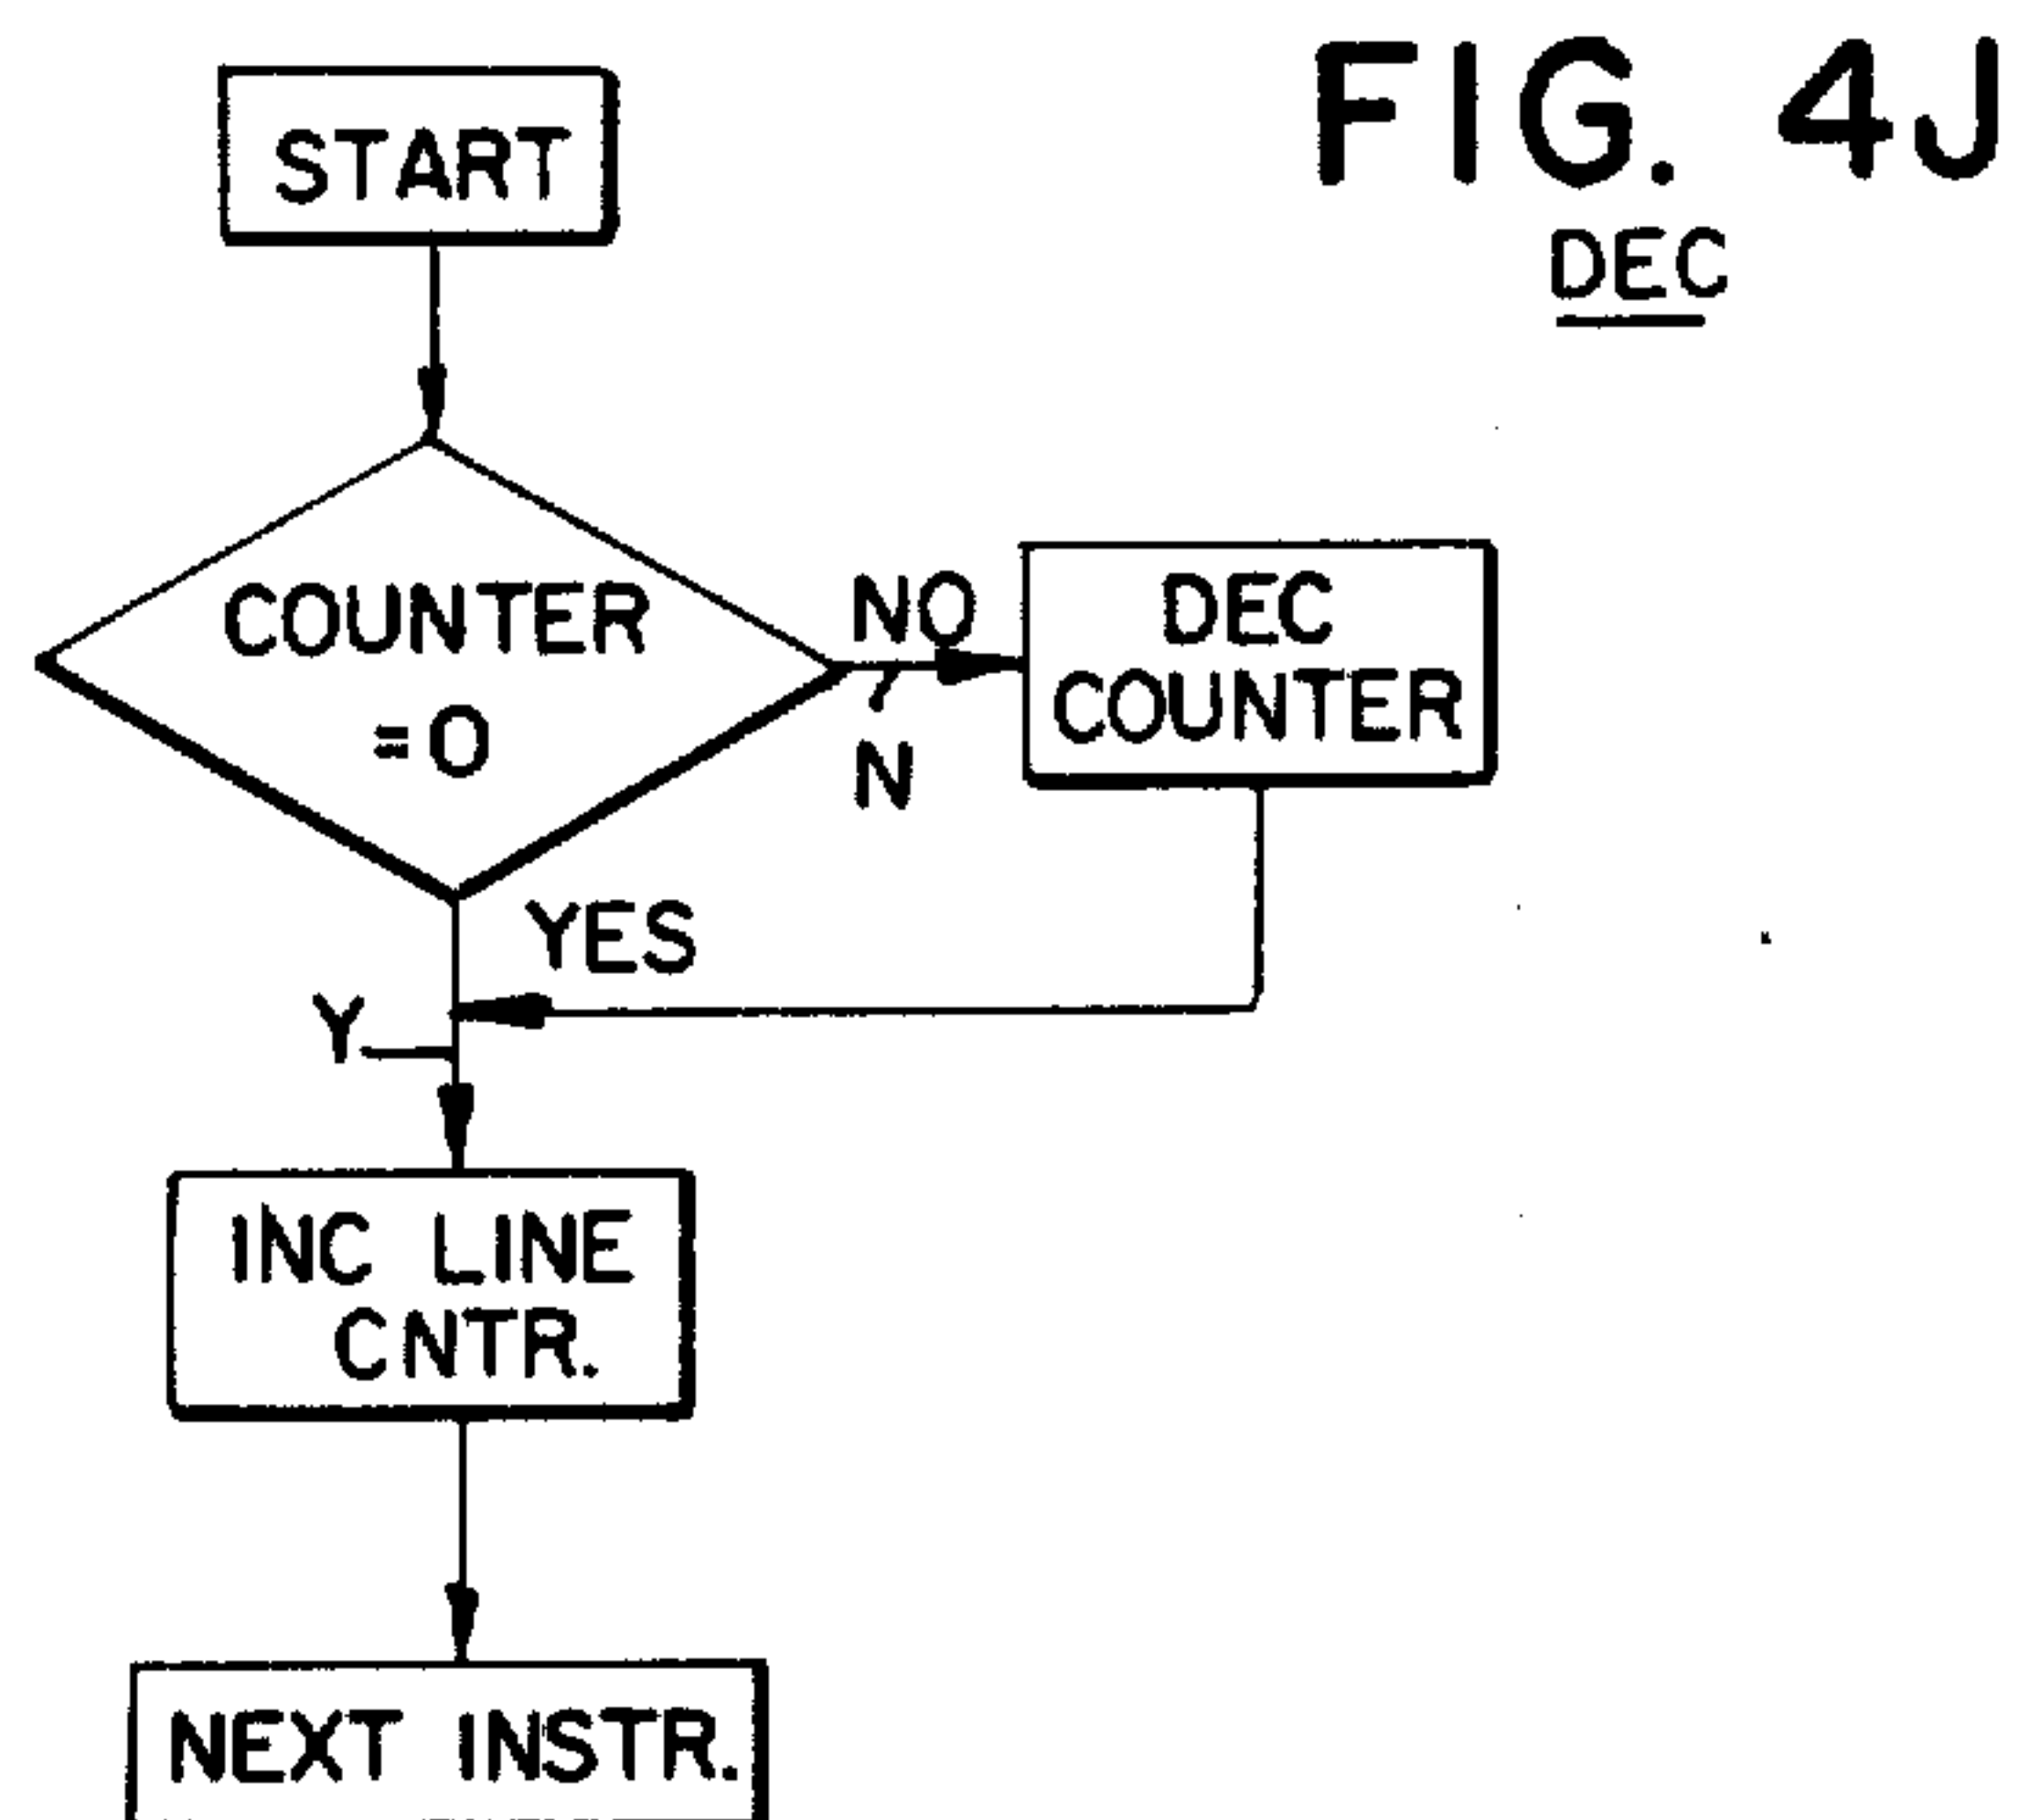 FIG. 4J
DEC
START
COUNTER
= 0
NO
N
DEC
COUNTER
YES
Y
INC LINE
CNTR.
NEXT INSTR.